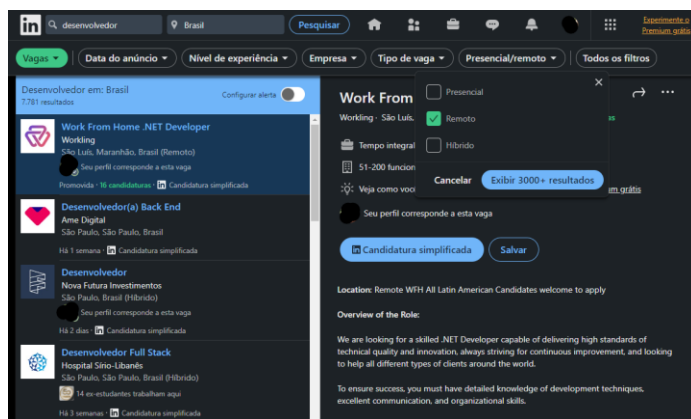 in desenvolvedor Brasil Pesquisar Experimente o
Premium grátis
Vagas Data do anúncio Nível de experiência Empresa Tipo de vaga Presencial/remoto Todos os filtros
Desenvolvedor em: Brasil
7.781 resultados
Configurar alerta
Work From Home .NET Developer
Workling
São Luís, Maranhão, Brasil (Remoto)
Seu perfil corresponde a esta vaga
Promovida · 16 candidaturas · in Candidatura simplificada
Desenvolvedor(a) Back End
Ame Digital
São Paulo, São Paulo, Brasil
Há 1 semana · in Candidatura simplificada
Desenvolvedor
Nova Futura Investimentos
São Paulo, Brasil (Híbrido)
Seu perfil corresponde a esta vaga
Há 2 dias · in Candidatura simplificada
Desenvolvedor Full Stack
Hospital Sírio-Libanês
São Paulo, São Paulo, Brasil (Híbrido)
14 ex-estudantes trabalham aqui
Há 3 semanas · in Candidatura simplificada
Work From
Workling · São Luís,
Tempo integral
51-200 funcion
Veja como você
Seu perfil corresponde a esta vaga
Presencial
Remoto
Híbrido
Cancelar Exibir 3000+ resultados
um grátis
in Candidatura simplificada Salvar
Location: Remote WFH All Latin American Candidates welcome to apply
Overview of the Role:
We are looking for a skilled .NET Developer capable of delivering high standards of
technical quality and innovation, always striving for continuous improvement, and looking
to help all different types of clients around the world.
To ensure success, you must have detailed knowledge of development techniques,
excellent communication, and organizational skills.